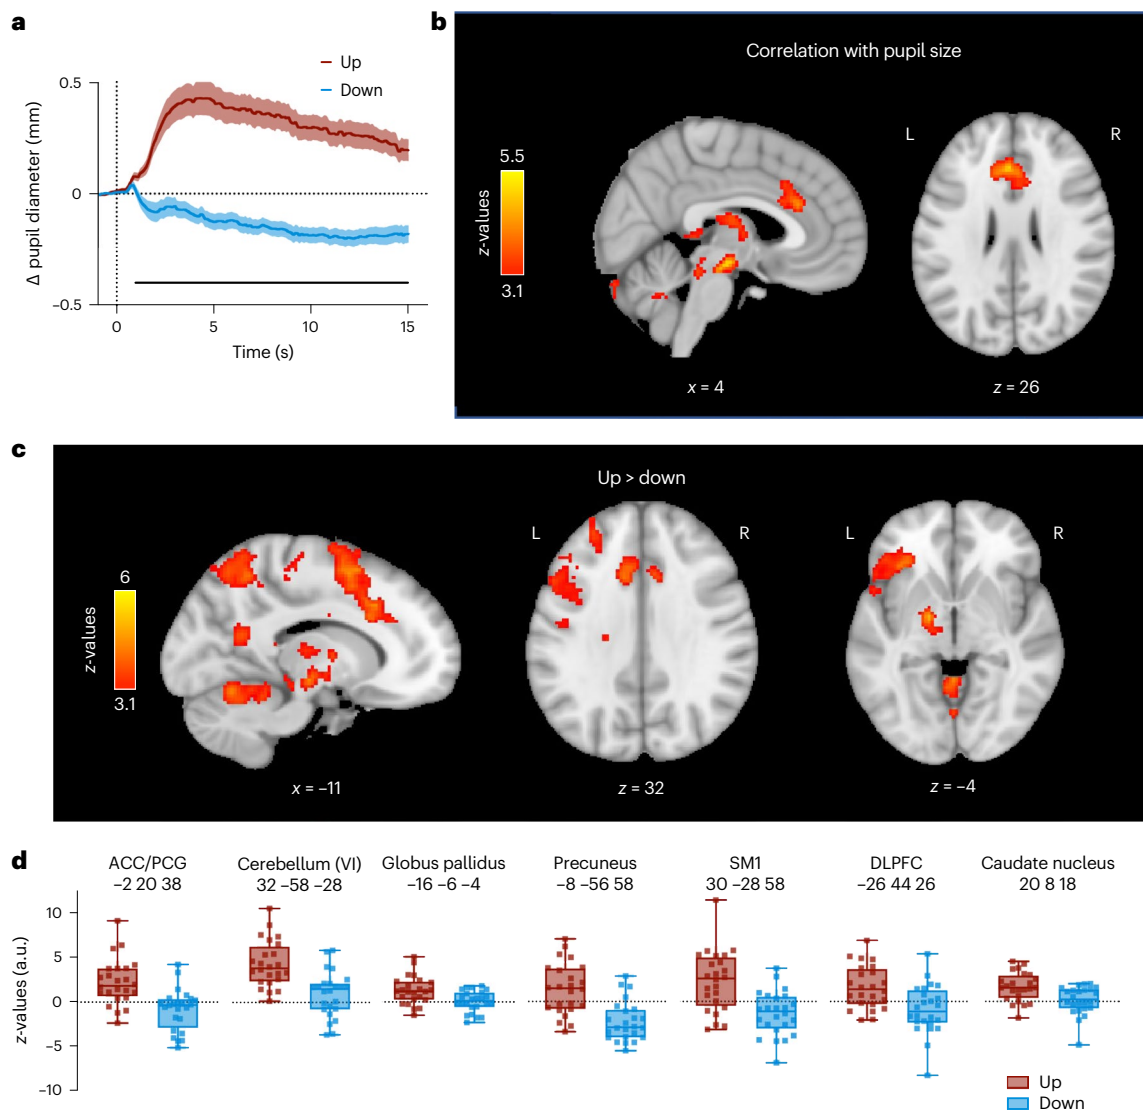 a
Up
Down
0.5
0
−0.5
Δ pupil diameter (mm)
0
5
10
15
Time (s)
b
Correlation with pupil size
L
R
5.5
z-values
3.1
x = 4
z = 26
c
Up > down
L
R
L
R
6
z-values
3.1
x = −11
z = 32
z = −4
d
ACC/PCG
−2 20 38
Cerebellum (VI)
32 −58 −28
Globus pallidus
−16 −6 −4
Precuneus
−8 −56 58
SM1
30 −28 58
DLPFC
−26 44 26
Caudate nucleus
20 8 18
10
5
0
−5
−10
z-values (a.u.)
Up
Down